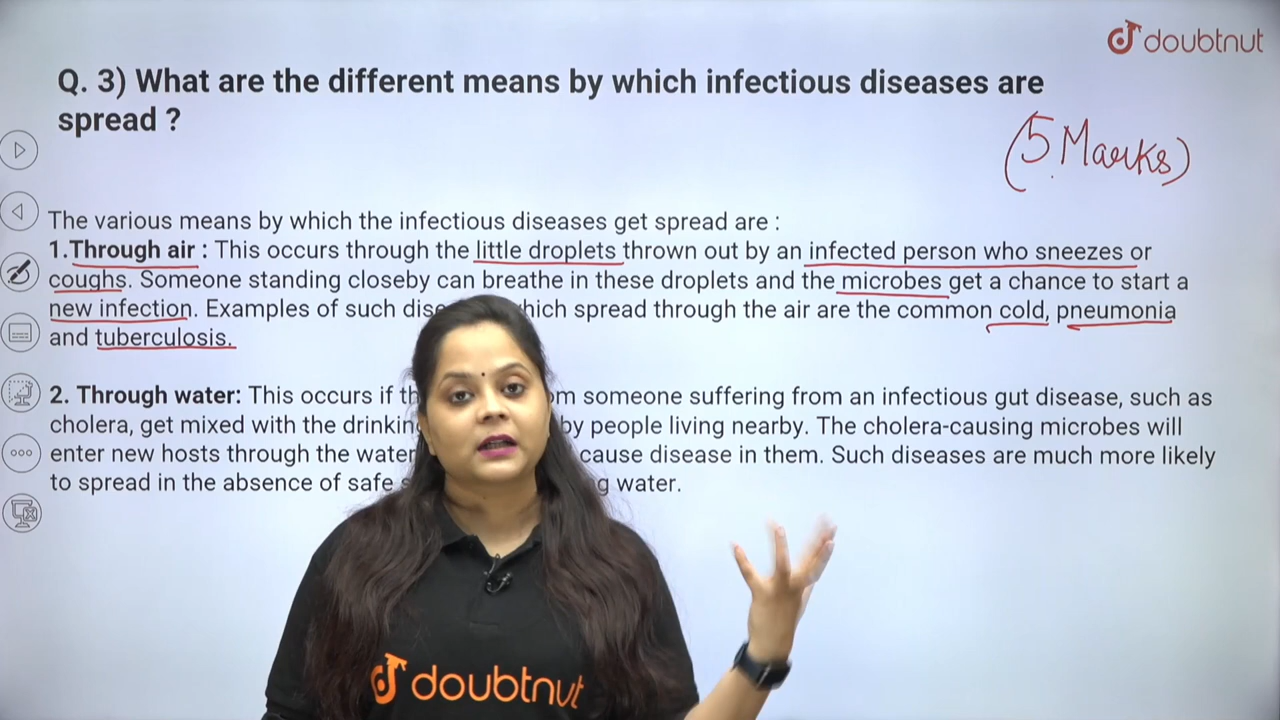 doubtnut
Q. 3) What are the different means by which infectious diseases are
spread ?
(5 Marks)
The various means by which the infectious diseases get spread are :
1.Through air : This occurs through the little droplets thrown out by an infected person who sneezes or
coughs. Someone standing closeby can breathe in these droplets and the microbes get a chance to start a
new infection. Examples of such which spread through the air are the common cold, pneumonia
and tuberculosis.
2. Through water: This occurs if someone suffering from an infectious gut disease, such as
cholera, get mixed with the by people living nearby. The cholera-causing microbes will
enter new hosts through the water cause disease in them. Such diseases are much more likely
to spread in the absence of safe water.
doubtnut